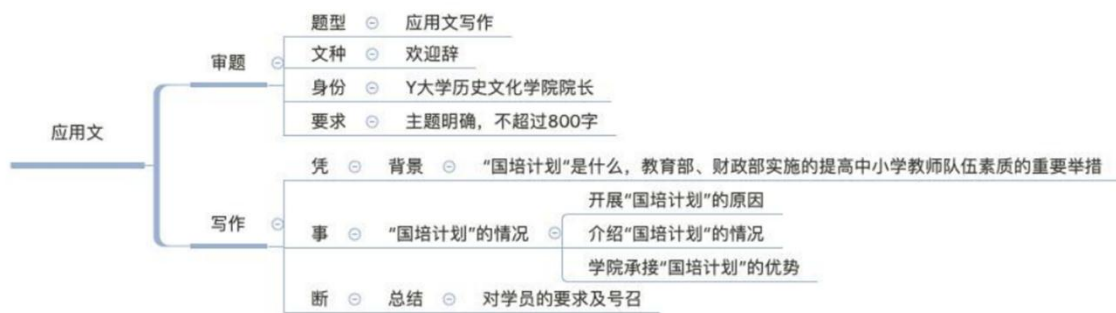 应用文
审题
题型 应用文写作
文种 欢迎辞
身份 Y大学历史文化学院院长
要求 主题明确，不超过800字
写作
凭 背景 "国培计划"是什么，教育部、财政部实施的提高中小学教师队伍素质的重要举措
事 "国培计划"的情况
开展"国培计划"的原因
介绍"国培计划"的情况
学院承接"国培计划"的优势
断 总结 对学员的要求及号召